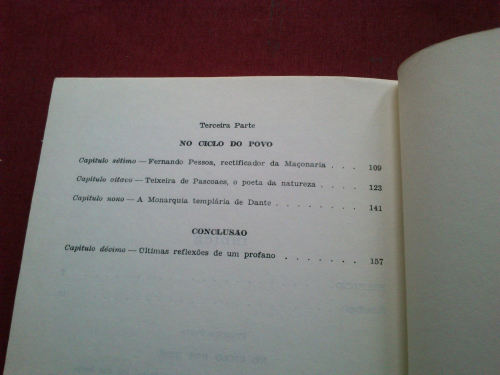 Terceira Parte
NO CICLO DO POVO
Capítulo sétimo — Fernando Pessoa, rectificador da Maçonaria . . . 109
Capítulo oitavo — Teixeira de Pascoaes, o poeta da natureza . . . . 123
Capítulo nono — A Monarquia templária de Dante . . . . . . . . 141
CONCLUSÃO
Capítulo décimo — Últimas reflexões de um profano . . . . . . . 157